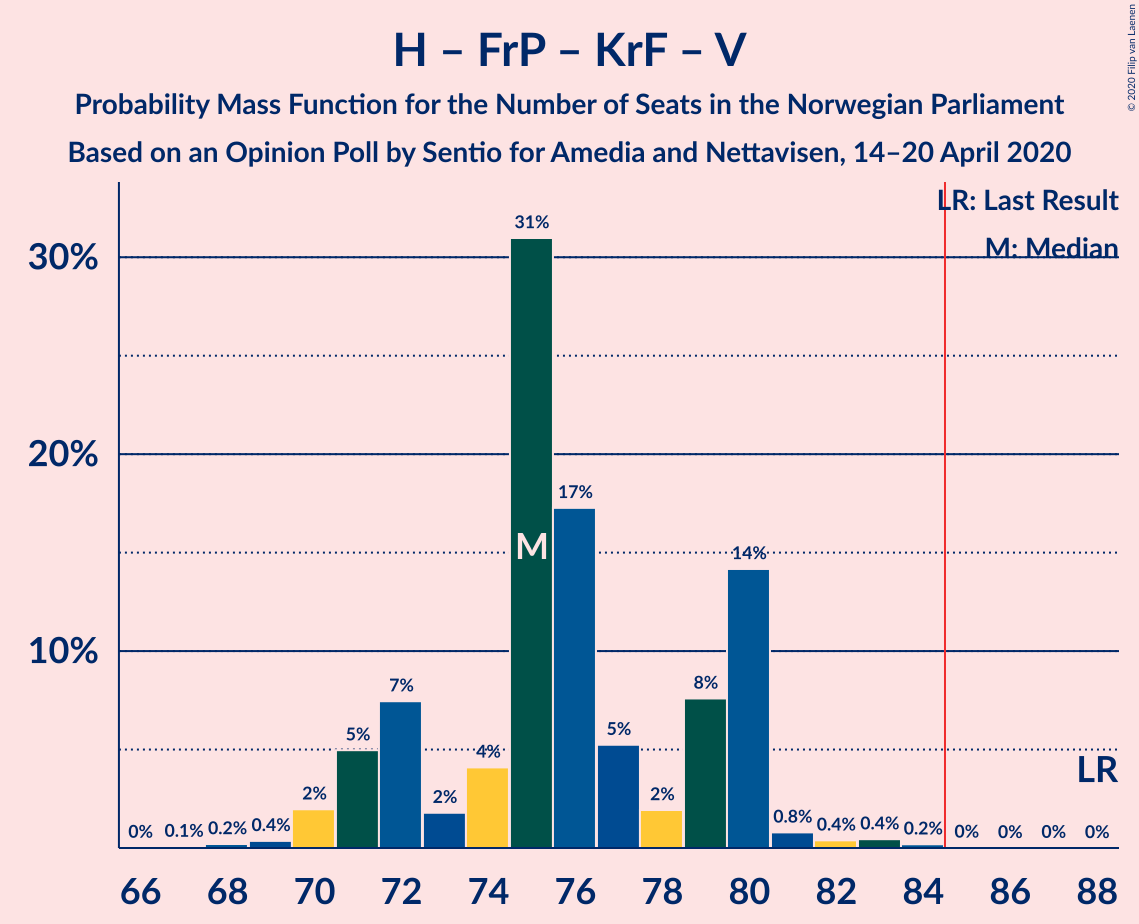 H – FrP – KrF – V
Probability Mass Function for the Number of Seats in the Norwegian Parliament
Based on an Opinion Poll by Sentio for Amedia and Nettavisen, 14–20 April 2020
© 2020 Filip van Laenen
LR: Last Result
M: Median
30%
20%
10%
0%
0.1%
0.2%
0.4%
2%
5%
7%
2%
4%
31%
17%
5%
2%
8%
14%
0.8%
0.4%
0.4%
0.2%
0%
0%
0%
0%
M
LR
66 68 70 72 74 76 78 80 82 84 86 88